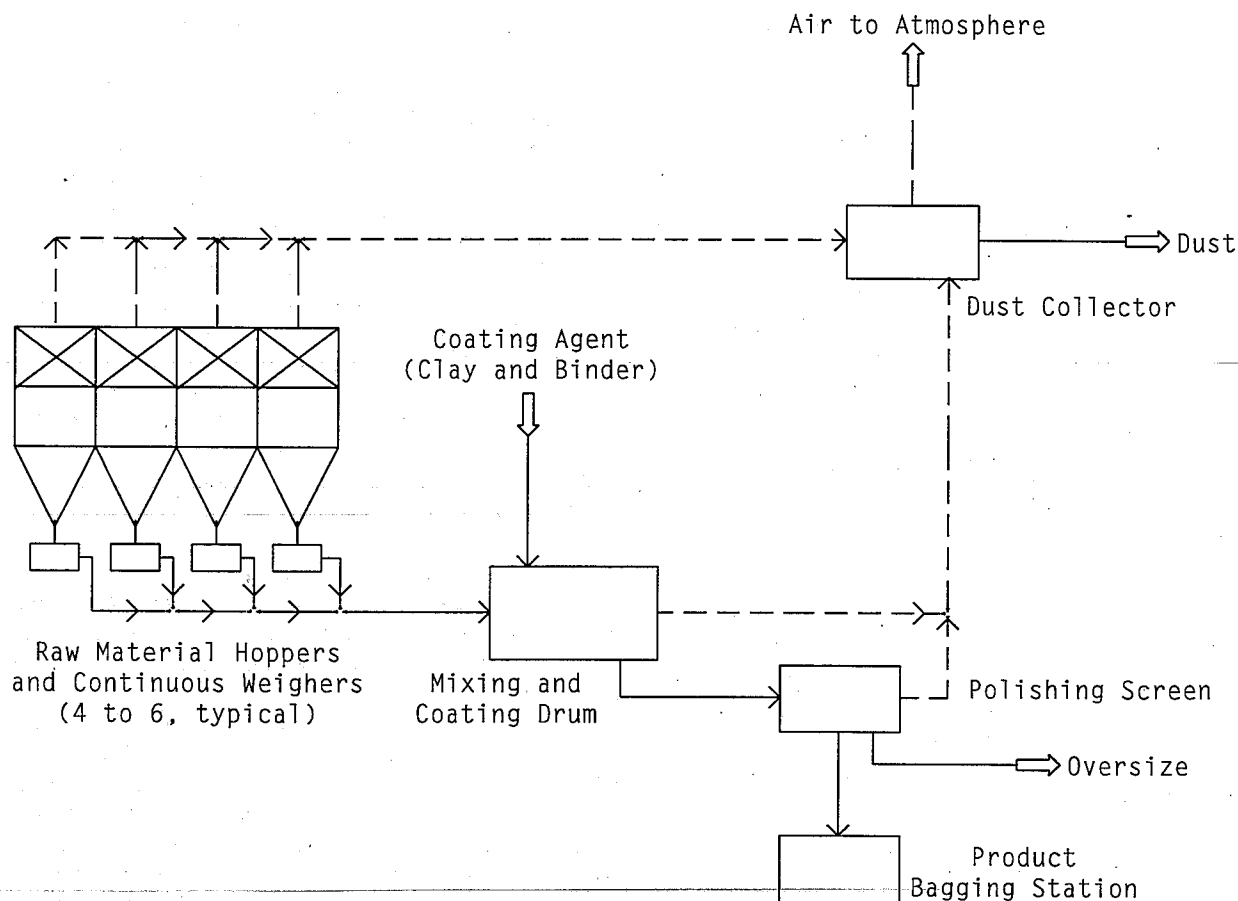 Air to Atmosphere
Dust
Dust Collector
Coating Agent
(Clay and Binder)
Raw Material Hoppers
and Continuous Weighers
(4 to 6, typical)
Mixing and
Coating Drum
Polishing Screen
Oversize
Product
Bagging Station